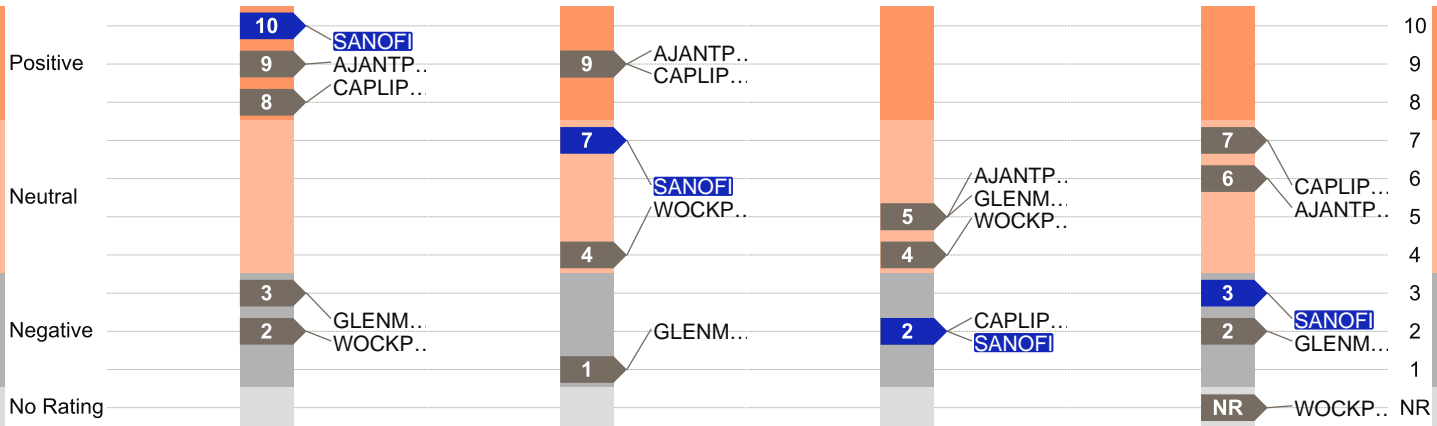 10 10
SANOFI
Positive 9 AJANTP.. 9 AJANTP.. CAPLIP... 9
8 CAPLIP... 8
7 7 7
Neutral SANOFI AJANTP.. 6 CAPLIP... 6
WOCKP.. 5 GLENM... AJANTP.. 5
4 4 WOCKP.. 4
3 3 3
Negative 2 GLENM... GLENM... 2 CAPLIP... 2 SANOFI 2
WOCKP.. SANOFI GLENM...
1 1
No Rating NR WOCKP.. NR